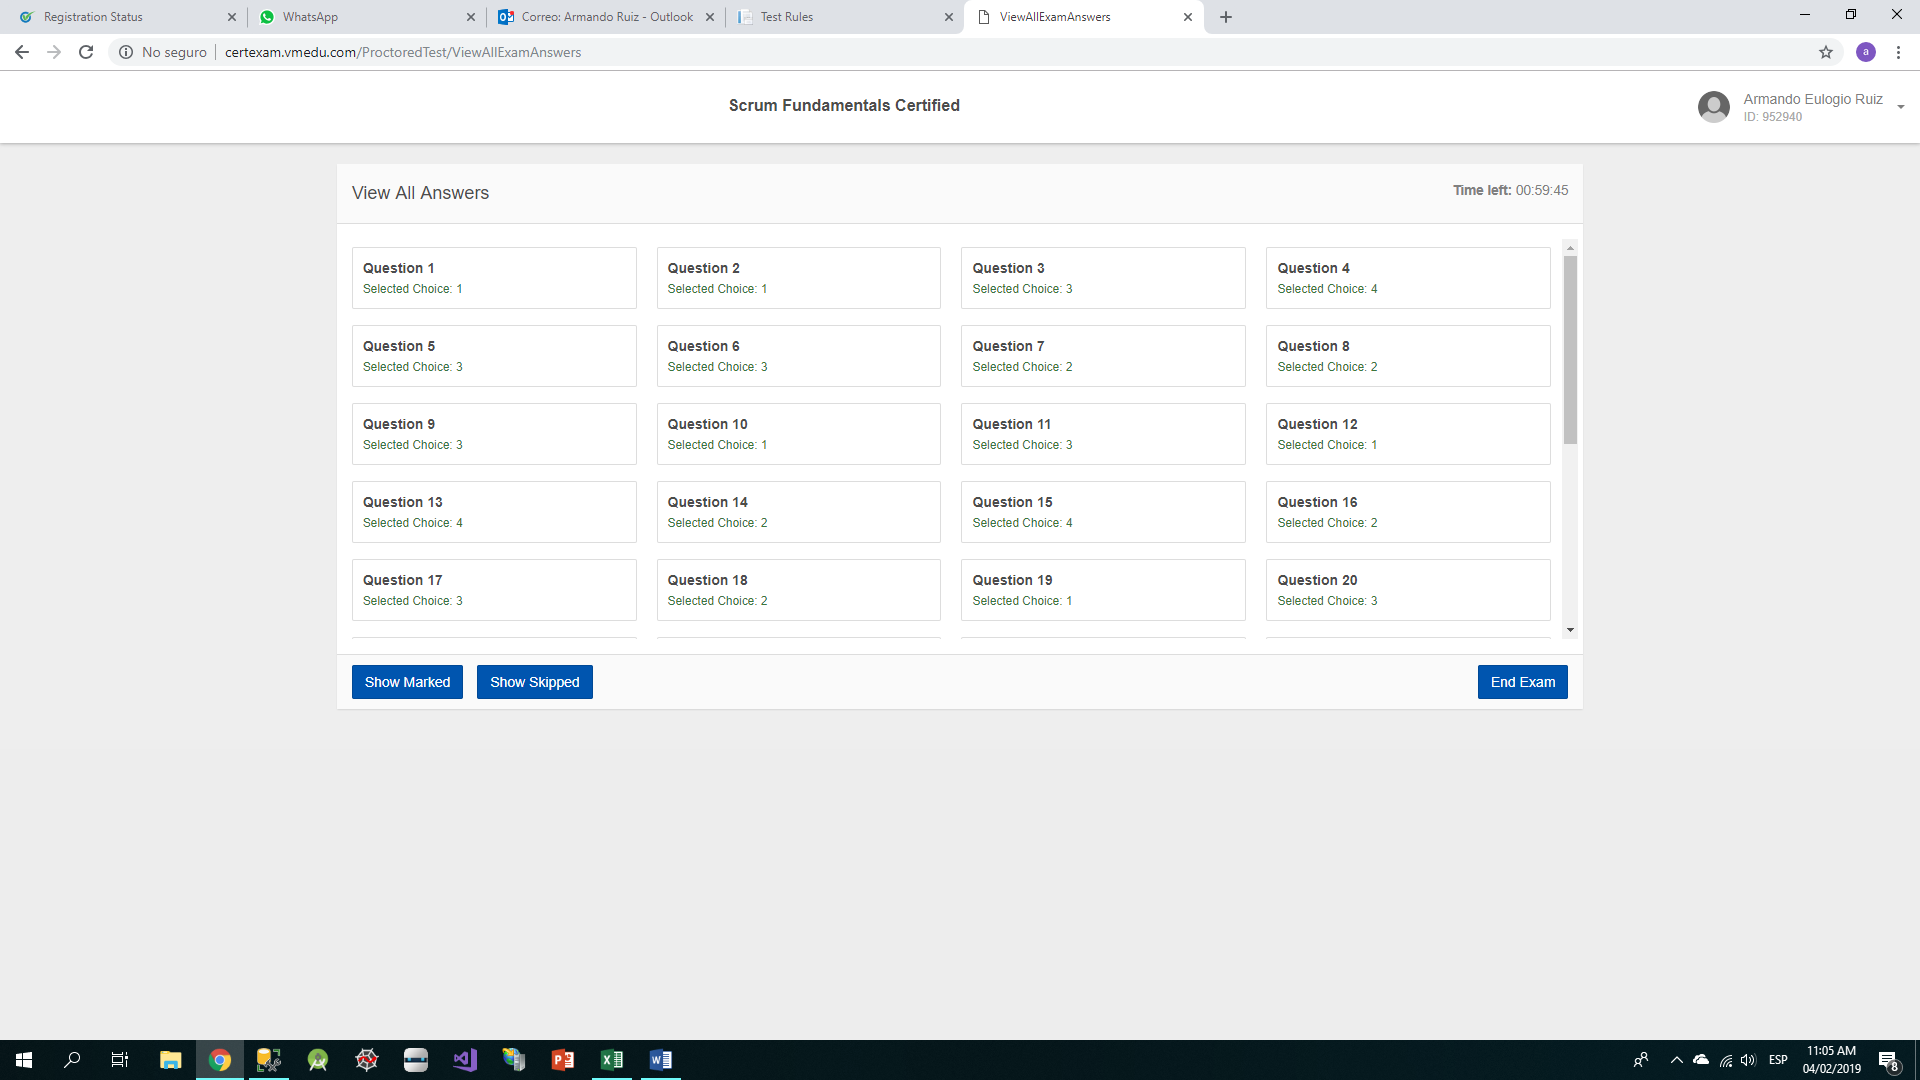 Registration Status
WhatsApp
Correo: Armando Ruiz - Outlook
Test Rules
ViewAllExamAnswers
No seguro
certexam.vmedu.com/ProctoredTest/ViewAllExamAnswers
a
Scrum Fundamentals Certified
Armando Eulogio Ruiz
ID: 952940
View All Answers
Time left: 00:59:45
Question 1
Selected Choice: 1
Question 2
Selected Choice: 1
Question 3
Selected Choice: 3
Question 4
Selected Choice: 4
Question 5
Selected Choice: 3
Question 6
Selected Choice: 3
Question 7
Selected Choice: 2
Question 8
Selected Choice: 2
Question 9
Selected Choice: 3
Question 10
Selected Choice: 1
Question 11
Selected Choice: 3
Question 12
Selected Choice: 1
Question 13
Selected Choice: 4
Question 14
Selected Choice: 2
Question 15
Selected Choice: 4
Question 16
Selected Choice: 2
Question 17
Selected Choice: 3
Question 18
Selected Choice: 2
Question 19
Selected Choice: 1
Question 20
Selected Choice: 3
Show Marked
Show Skipped
End Exam
ESP
11:05 AM
04/02/2019
8